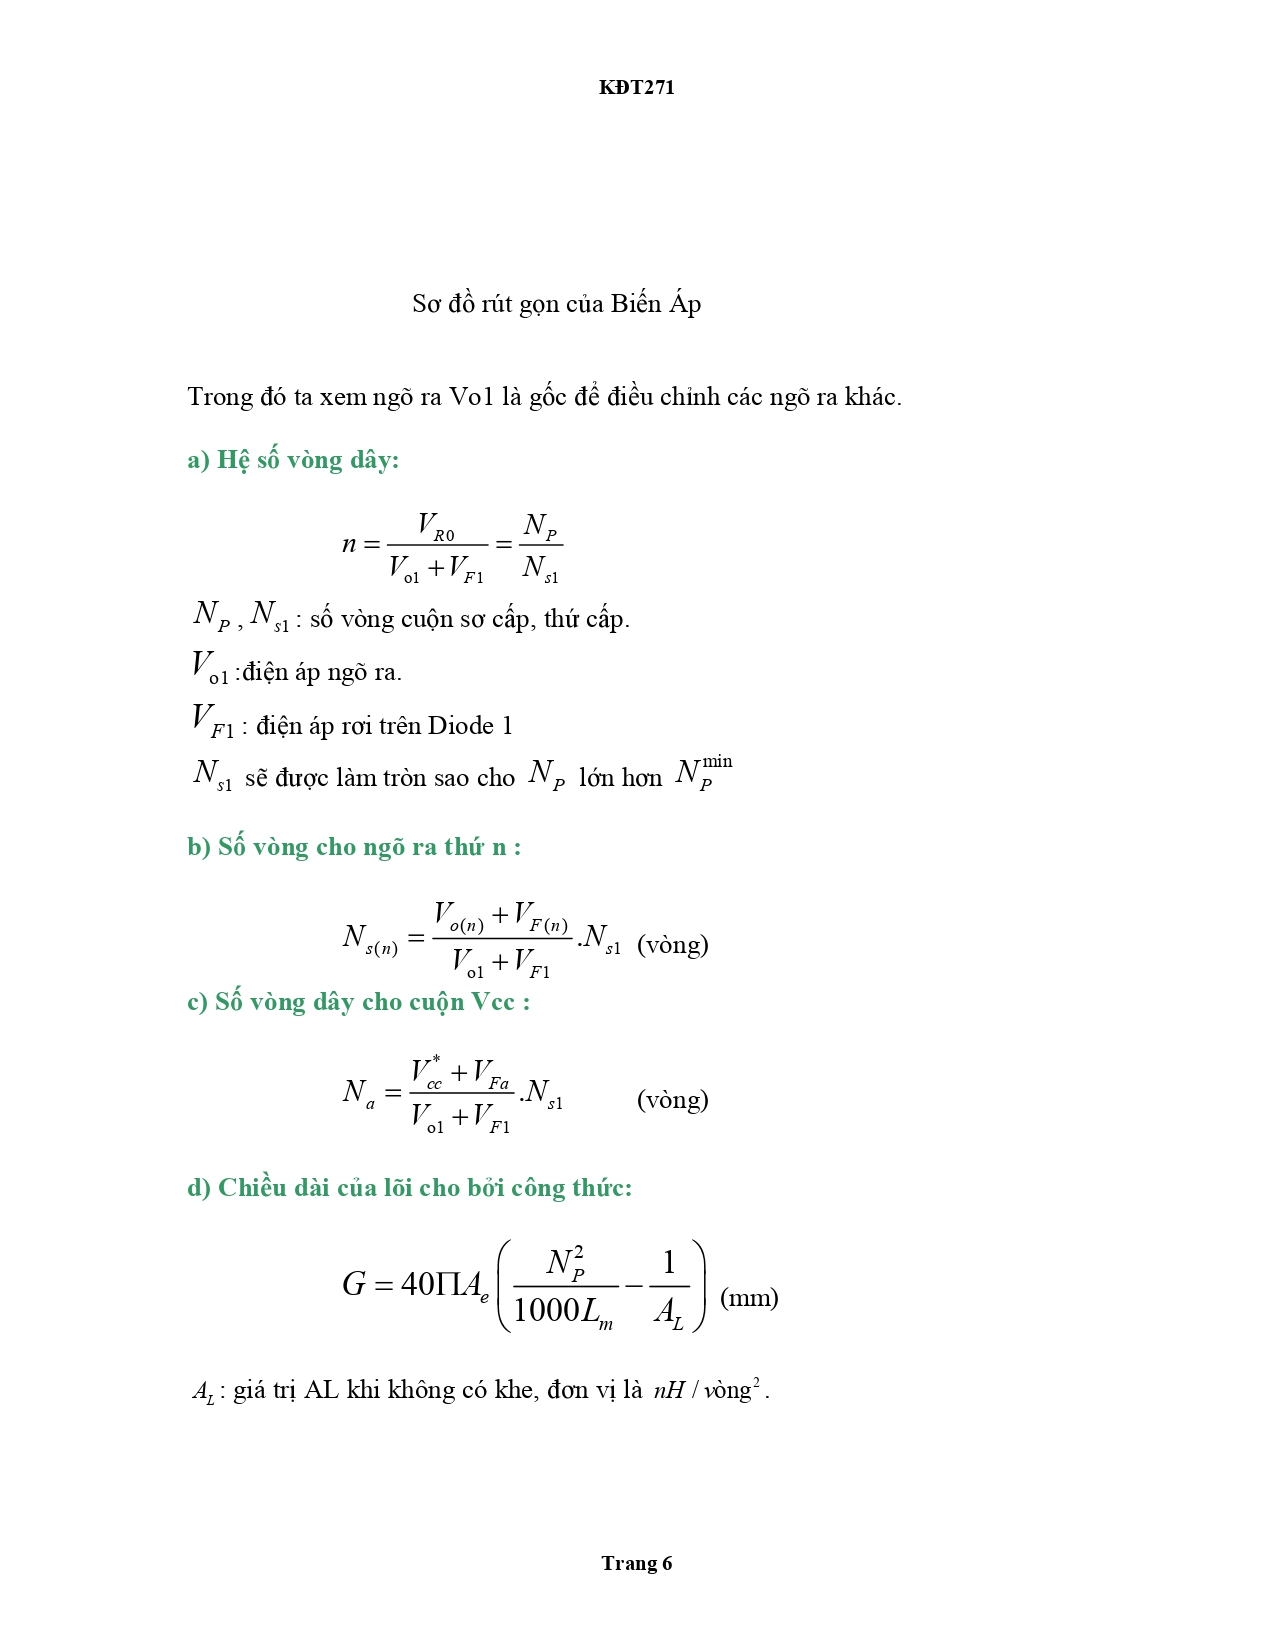 KĐT271
Sơ đồ rút gọn của Biến Áp
Trong đó ta xem ngõ ra Vo1 là gốc để điều chỉnh các ngõ ra khác.
a) Hệ số vòng dây:
$n = \frac{V_{R0}}{V_{o1} + V_{F1}} = \frac{N_P}{N_{s1}}$
$N_P$ , $N_{s1}$ : số vòng cuộn sơ cấp, thứ cấp.
$V_{o1}$ :điện áp ngõ ra.
$V_{F1}$ : điện áp rơi trên Diode 1
$N_{s1}$ sẽ được làm tròn sao cho $N_P$ lớn hơn $N_P^{min}$
b) Số vòng cho ngõ ra thứ n :
$N_{s(n)} = \frac{V_{o(n)} + V_{F(n)}}{V_{o1} + V_{F1}}.N_{s1}$ (vòng)
c) Số vòng dây cho cuộn Vcc :
$N_a = \frac{V_{cc}^* + V_{Fa}}{V_{o1} + V_{F1}}.N_{s1}$ (vòng)
d) Chiều dài của lõi cho bởi công thức:
$G = 40\Pi A_e \left( \frac{N_P^2}{1000L_m} - \frac{1}{A_L} \right)$ (mm)
$A_L$ : giá trị AL khi không có khe, đơn vị là $nH / vòng^2$ .
Trang 6